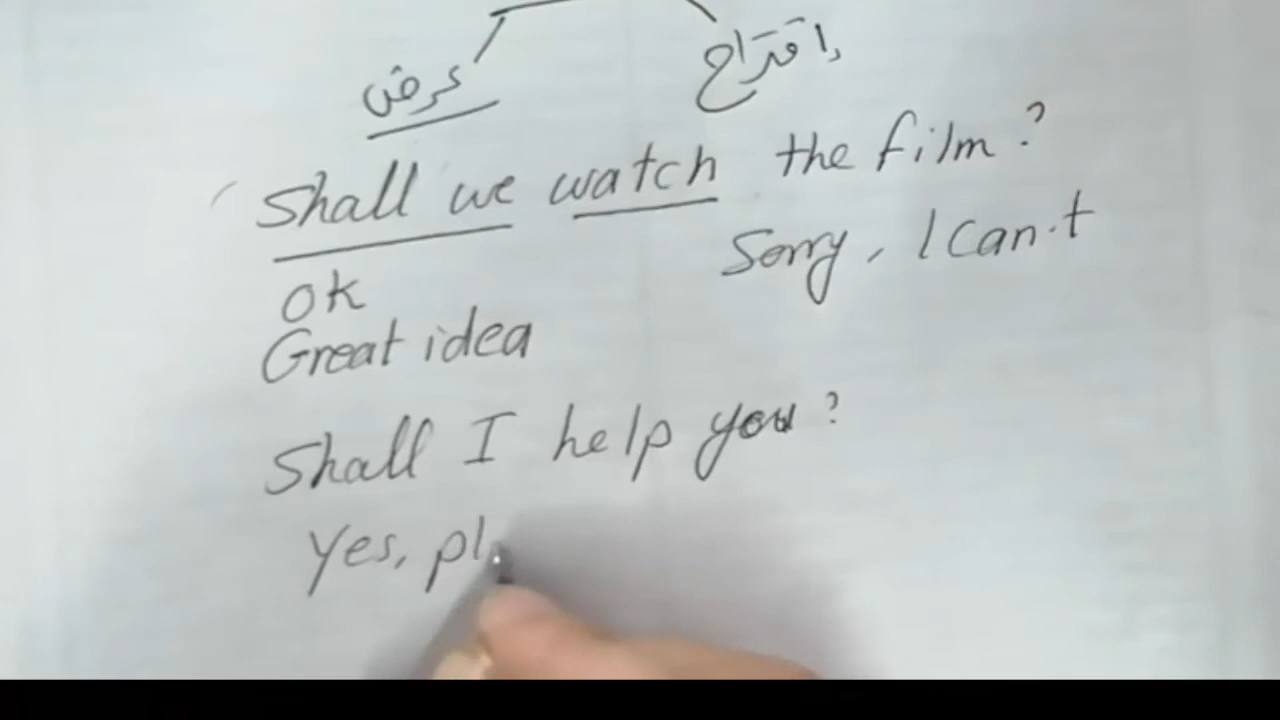 عرض اقتراح
Shall we watch the film?
Sorry, I can't
Ok
Great idea
Shall I help you?
Yes, pl